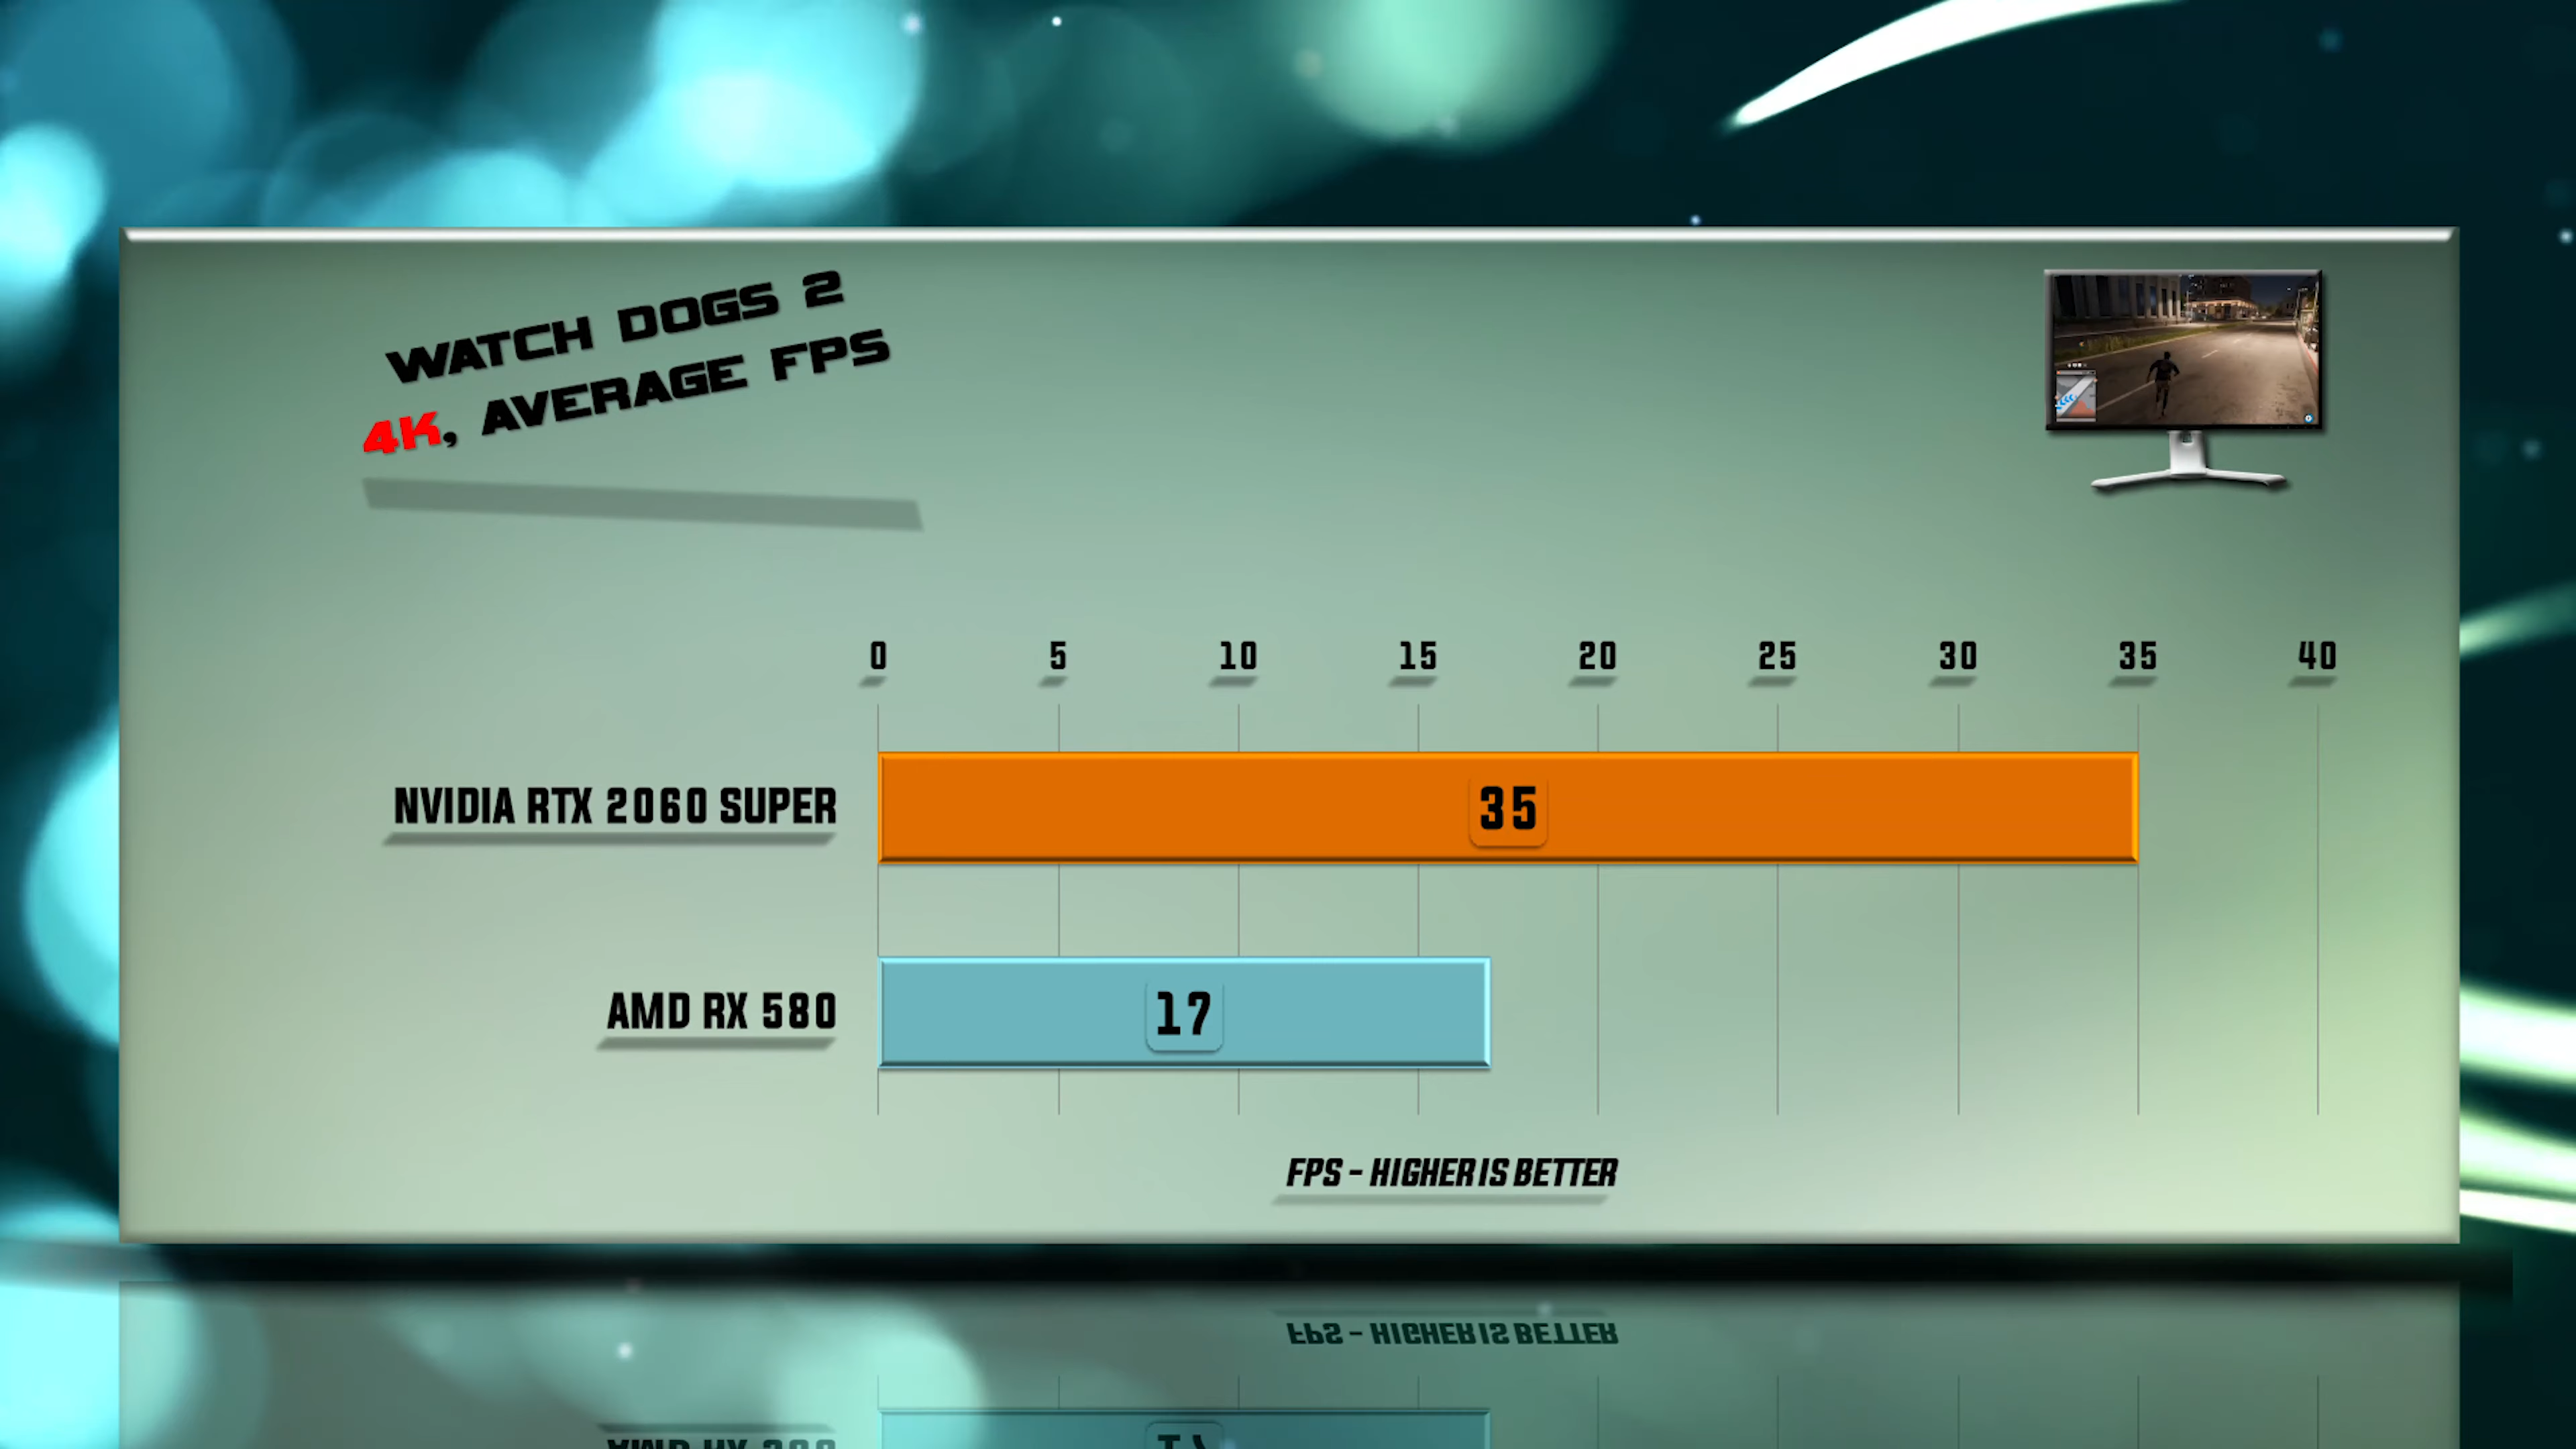 WATCH DOGS 2
4K, AVERAGE FPS
0 5 10 15 20 25 30 35 40
NVIDIA RTX 2060 SUPER 35
AMD RX 580 17
FPS - HIGHER IS BETTER